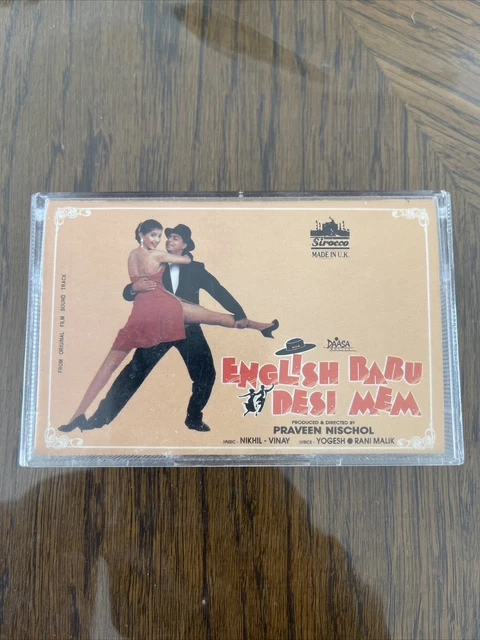 Sirocco
MADE IN U.K.
FROM ORIGINAL FILM SOUND TRACK
DAASA
ENGLISH BABU
DESI MEM
PRODUCED & DIRECTED BY
PRAVEEN NISCHOL
MUSIC - NIKHIL - VINAY LYRICS - YOGESH ● RANI MALIK